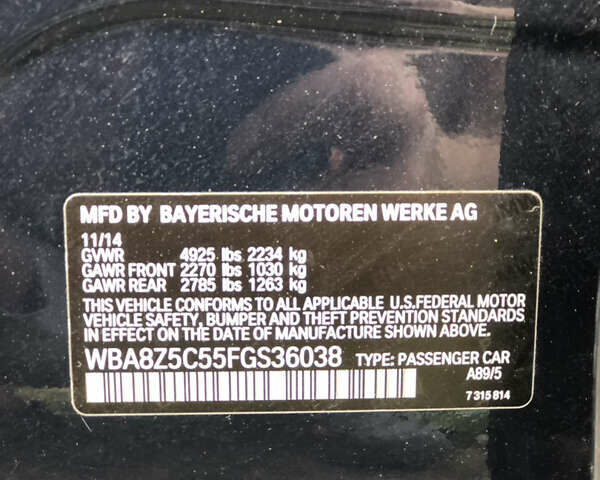 MFD BY BAYERISCHE MOTOREN WERKE AG
11/14
GVWR 4925 lbs 2234 kg
GAWR FRONT 2270 lbs 1030 kg
GAWR REAR 2785 lbs 1263 kg
THIS VEHICLE CONFORMS TO ALL APPLICABLE U.S.FEDERAL MOTOR
VEHICLE SAFETY, BUMPER AND THEFT PREVENTION STANDARDS
IN EFFECT ON THE DATE OF MANUFACTURE SHOWN ABOVE.
WBA8Z5C55FGS36038 TYPE: PASSENGER CAR
A89/5
7 315 814